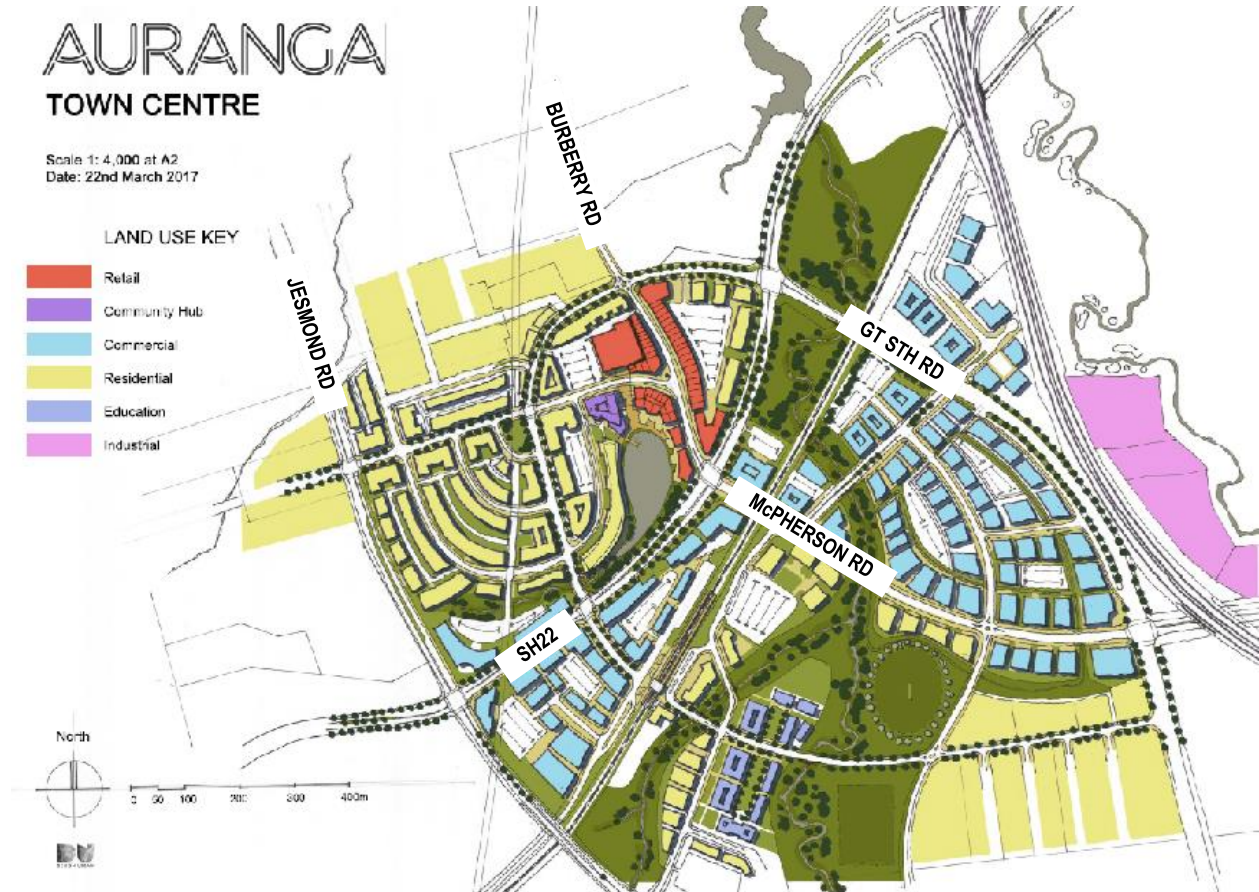 AURANGA
TOWN CENTRE
Scale 1: 4,000 at A2
Date: 22nd March 2017
LAND USE KEY
Retail
Community Hub
Commercial
Residential
Education
Industrial
BURBERRY RD
JESMOND RD
GT STH RD
McPHERSON RD
SH22
North
0 50 100 200 300 400m